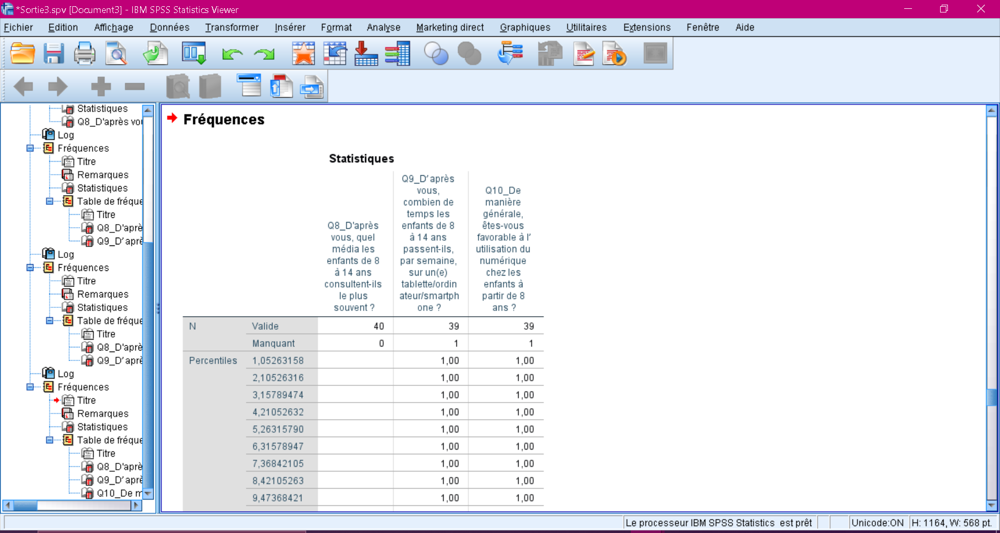 *Sortie3.spv [Document3] - IBM SPSS Statistics Viewer
Fichier Edition Affichage Données Transformer Insérer Format Analyse Marketing direct Graphiques Utilitaires Extensions Fenêtre Aide
Statistiques
Q8_D'après vou
Log
Fréquences
Titre
Remarques
Statistiques
Table de fréque
Titre
Q8_D'aprè
Q9_D’aprè
Log
Fréquences
Titre
Remarques
Statistiques
Table de fréque
Titre
Q8_D'aprè
Q9_D’aprè
Log
Fréquences
Titre
Remarques
Statistiques
Table de fréque
Titre
Q8_D'aprè
Q9_D’aprè
Q10_De m
Fréquences
Statistiques
Q8_D'après
vous, quel
média les
enfants de 8
à 14 ans
consultent-ils
le plus
souvent ?
Q9_D’après
vous,
combien de
temps les
enfants de 8
à 14 ans
passent-ils,
par semaine,
sur un(e)
tablette/ordin
ateur/smartph
one ?
Q10_De
manière
générale,
êtes-vous
favorable à l’
utilisation du
numérique
chez les
enfants à
partir de 8
ans ?
N Valide 40 39 39
Manquant 0 1 1
Percentiles 1,05263158 1,00 1,00
2,10526316 1,00 1,00
3,15789474 1,00 1,00
4,21052632 1,00 1,00
5,26315790 1,00 1,00
6,31578947 1,00 1,00
7,36842105 1,00 1,00
8,42105263 1,00 1,00
9,47368421 1,00 1,00
Le processeur IBM SPSS Statistics est prêt Unicode:ON H: 1164, W: 568 pt.